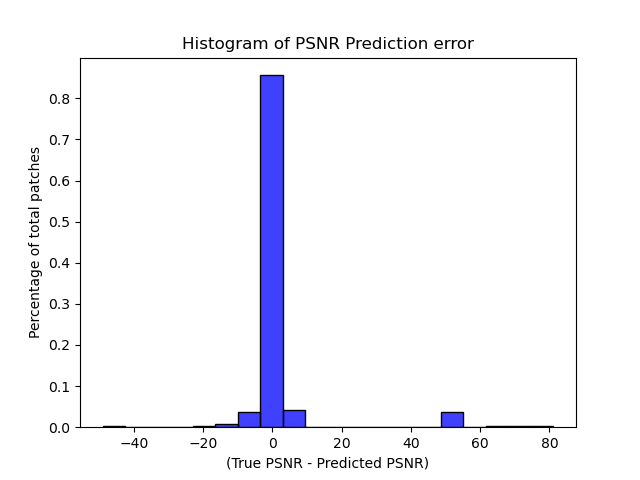 Histogram of PSNR Prediction error
Percentage of total patches
0.8
0.7
0.6
0.5
0.4
0.3
0.2
0.1
0.0
−40 −20 0 20 40 60 80
(True PSNR - Predicted PSNR)